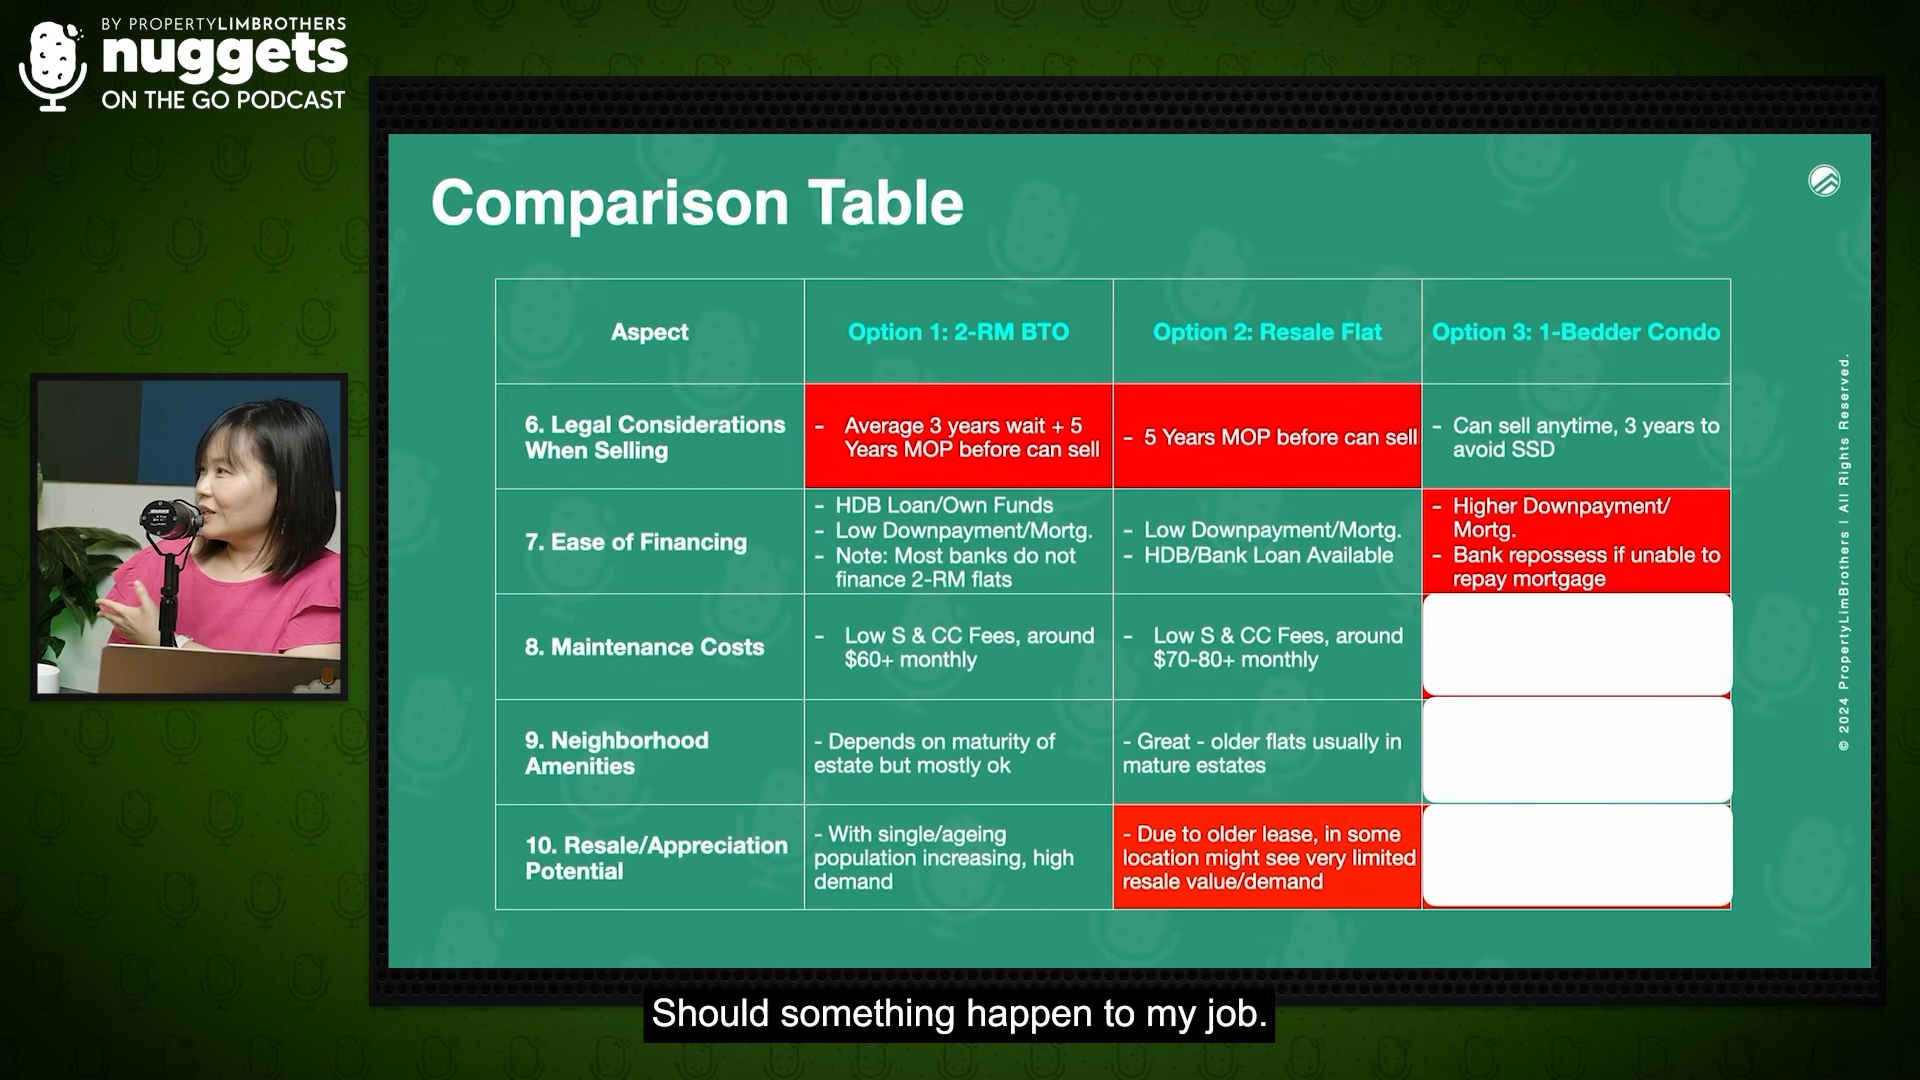 BY PROPERTYLIMBROTHERS
nuggets
ON THE GO PODCAST
Comparison Table
Aspect
Option 1: 2-RM BTO
Option 2: Resale Flat
Option 3: 1-Bedder Condo
6. Legal Considerations
When Selling
- Average 3 years wait + 5
Years MOP before can sell
- 5 Years MOP before can sell
- Can sell anytime, 3 years to
avoid SSD
7. Ease of Financing
- HDB Loan/Own Funds
- Low Downpayment/Mortg.
- Note: Most banks do not
finance 2-RM flats
- Low Downpayment/Mortg.
- HDB/Bank Loan Available
- Higher Downpayment/
Mortg.
- Bank repossess if unable to
repay mortgage
8. Maintenance Costs
- Low S & CC Fees, around
$60+ monthly
- Low S & CC Fees, around
$70-80+ monthly
9. Neighborhood
Amenities
- Depends on maturity of
estate but mostly ok
- Great - older flats usually in
mature estates
10. Resale/Appreciation
Potential
- With single/ageing
population increasing, high
demand
- Due to older lease, in some
location might see very limited
resale value/demand
© 2024 PropertyLimBrothers | All Rights Reserved.
Should something happen to my job.